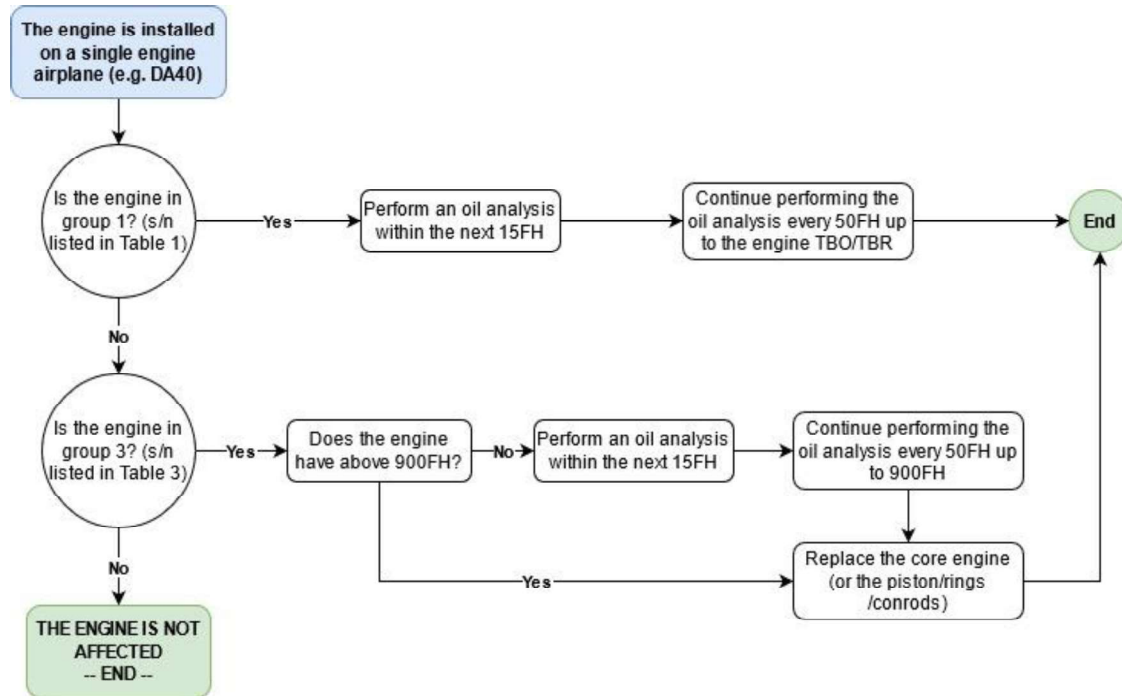 The engine is installed
on a single engine
airplane (e.g. DA40)
Is the engine in
group 1? (s/n
listed in Table 1)
Yes
Perform an oil analysis
within the next 15FH
Continue performing the
oil analysis every 50FH up
to the engine TBO/TBR
End
No
Is the engine in
group 3? (s/n
listed in Table 3)
Yes
Does the engine
have above 900FH?
No
Perform an oil analysis
within the next 15FH
Continue performing the
oil analysis every 50FH up
to 900FH
Yes
Replace the core engine
(or the piston/rings
/conrods)
No
THE ENGINE IS NOT
AFFECTED
-- END --